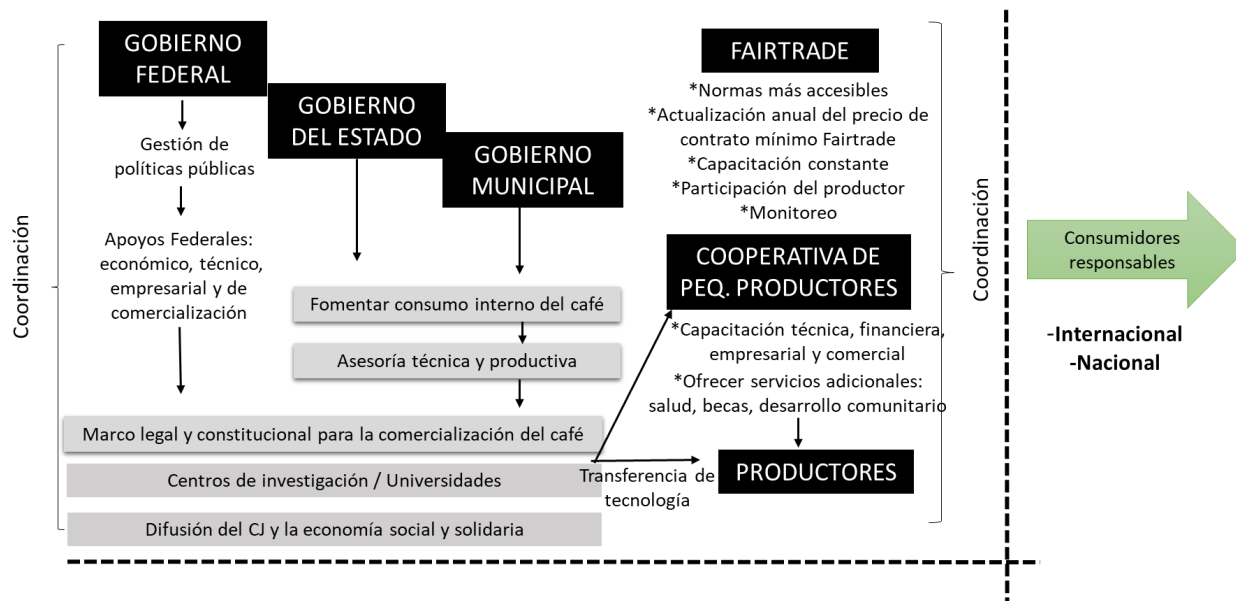 Coordinación
GOBIERNO
FEDERAL
Gestión de
políticas públicas
Apoyos Federales:
económico, técnico,
empresarial y de
comercialización
GOBIERNO
DEL ESTADO
GOBIERNO
MUNICIPAL
Fomentar consumo interno del café
Asesoría técnica y productiva
Marco legal y constitucional para la comercialización del café
Centros de investigación / Universidades
Difusión del CJ y la economía social y solidaria
Transferencia de
tecnología
FAIRTRADE
*Normas más accesibles
*Actualización anual del precio de
contrato mínimo Fairtrade
*Capacitación constante
*Participación del productor
*Monitoreo
COOPERATIVA DE
PEQ. PRODUCTORES
*Capacitación técnica, financiera,
empresarial y comercial
*Ofrecer servicios adicionales:
salud, becas, desarrollo comunitario
PRODUCTORES
Coordinación
Consumidores
responsables
-Internacional
-Nacional